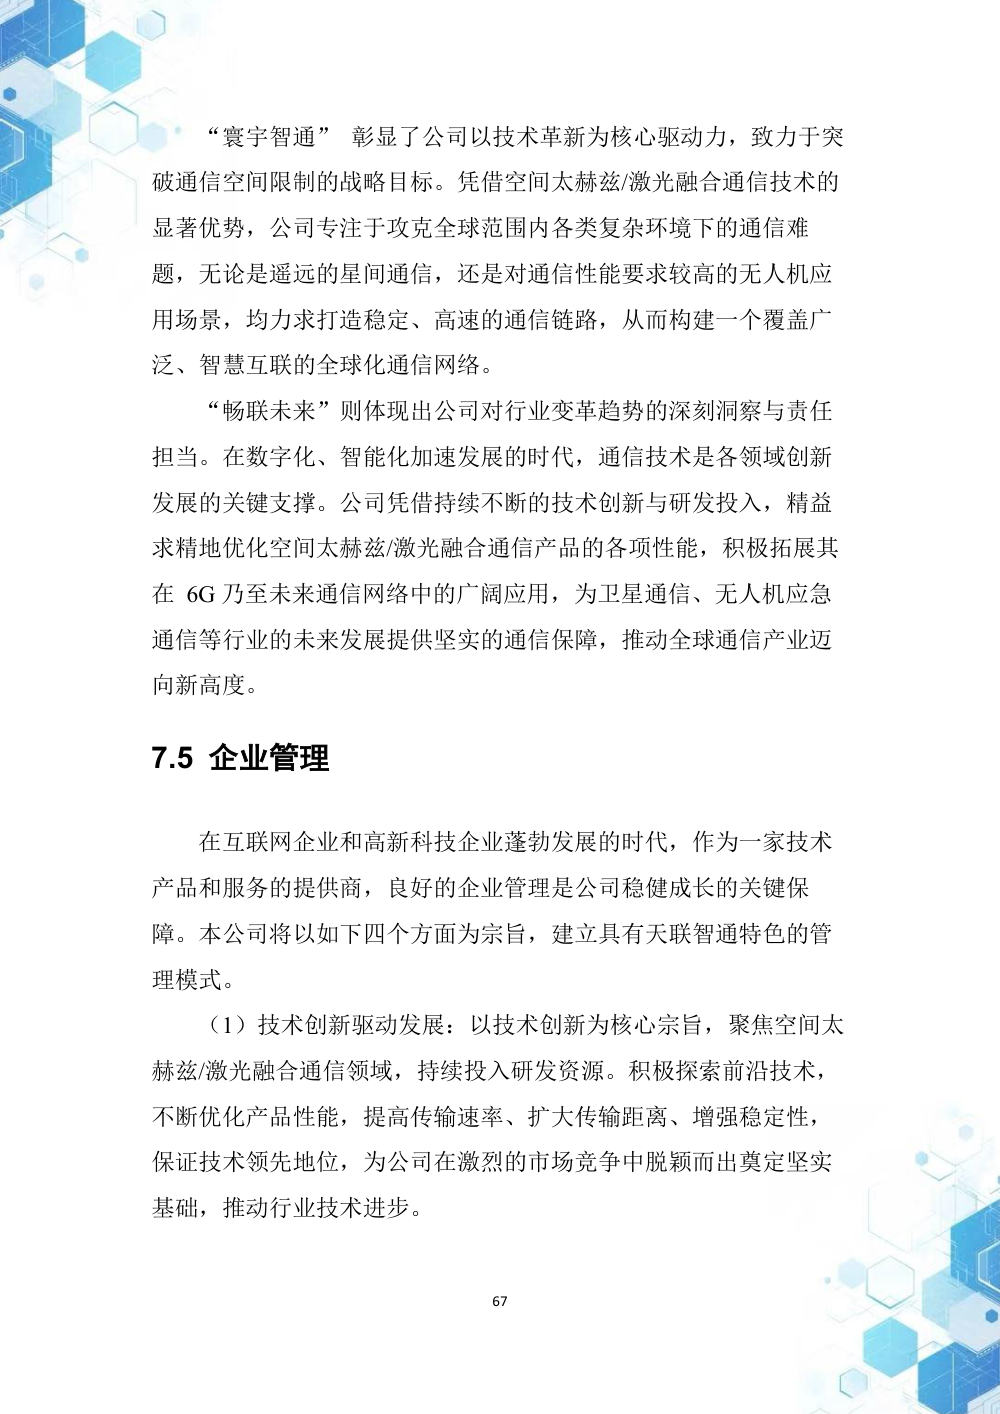 “寰宇智通” 彰显了公司以技术革新为核心驱动力，致力于突
破通信空间限制的战略目标。凭借空间太赫兹/激光融合通信技术的
显著优势，公司专注于攻克全球范围内各类复杂环境下的通信难
题，无论是遥远的星间通信，还是对通信性能要求较高的无人机应
用场景，均力求打造稳定、高速的通信链路，从而构建一个覆盖广
泛、智慧互联的全球化通信网络。
“畅联未来”则体现出公司对行业变革趋势的深刻洞察与责任
担当。在数字化、智能化加速发展的时代，通信技术是各领域创新
发展的关键支撑。公司凭借持续不断的技术创新与研发投入，精益
求精地优化空间太赫兹/激光融合通信产品的各项性能，积极拓展其
在 6G 乃至未来通信网络中的广阔应用，为卫星通信、无人机应急
通信等行业的未来发展提供坚实的通信保障，推动全球通信产业迈
向新高度。
7.5 企业管理
在互联网企业和高新科技企业蓬勃发展的时代，作为一家技术
产品和服务的提供商，良好的企业管理是公司稳健成长的关键保
障。本公司将以如下四个方面为宗旨，建立具有天联智通特色的管
理模式。
（1）技术创新驱动发展：以技术创新为核心宗旨，聚焦空间太
赫兹/激光融合通信领域，持续投入研发资源。积极探索前沿技术，
不断优化产品性能，提高传输速率、扩大传输距离、增强稳定性，
保证技术领先地位，为公司在激烈的市场竞争中脱颖而出奠定坚实
基础，推动行业技术进步。
67